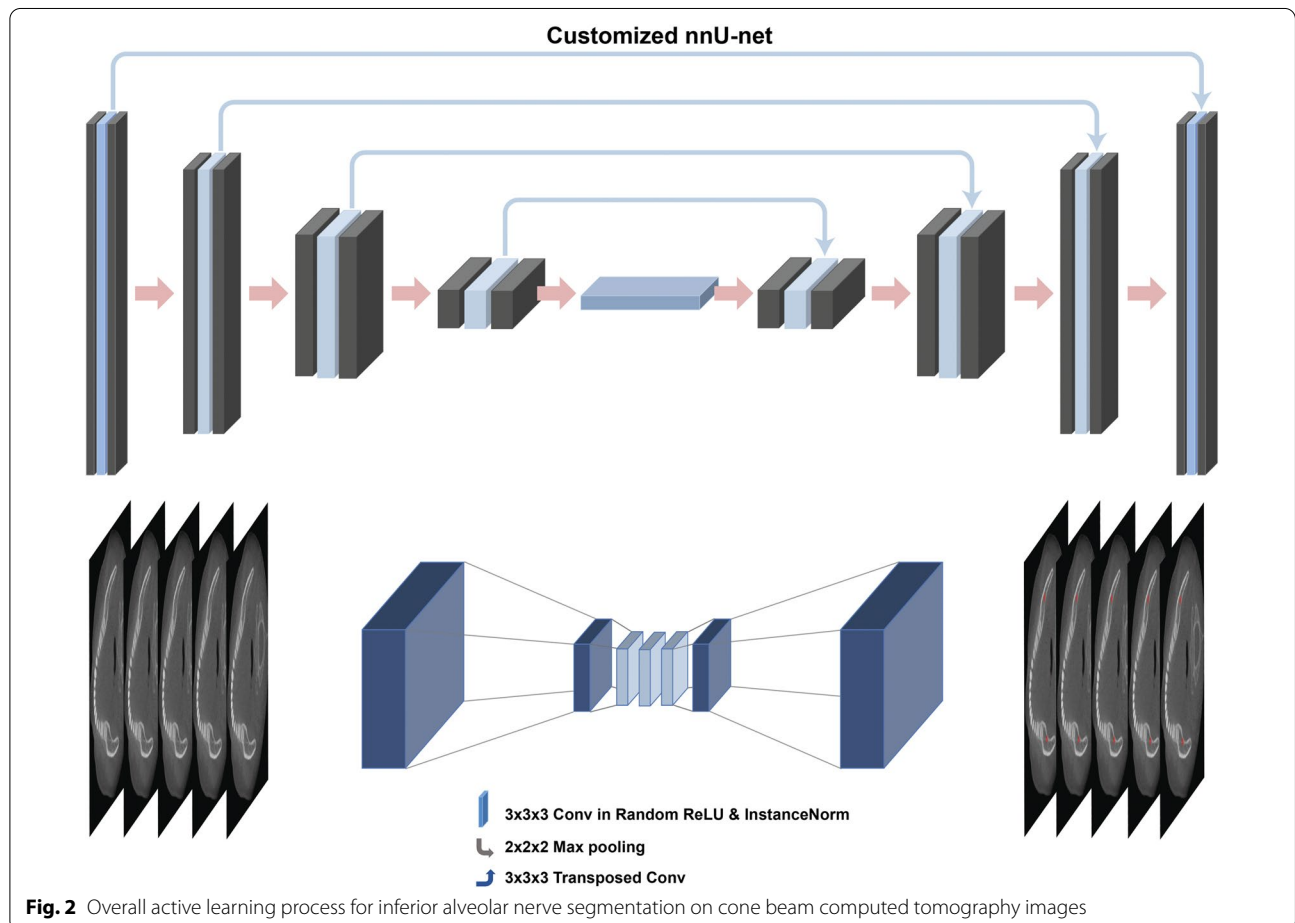 Customized nnU-net
3x3x3 Conv in Random ReLU & InstanceNorm
2x2x2 Max pooling
3x3x3 Transposed Conv
Fig. 2 Overall active learning process for inferior alveolar nerve segmentation on cone beam computed tomography images